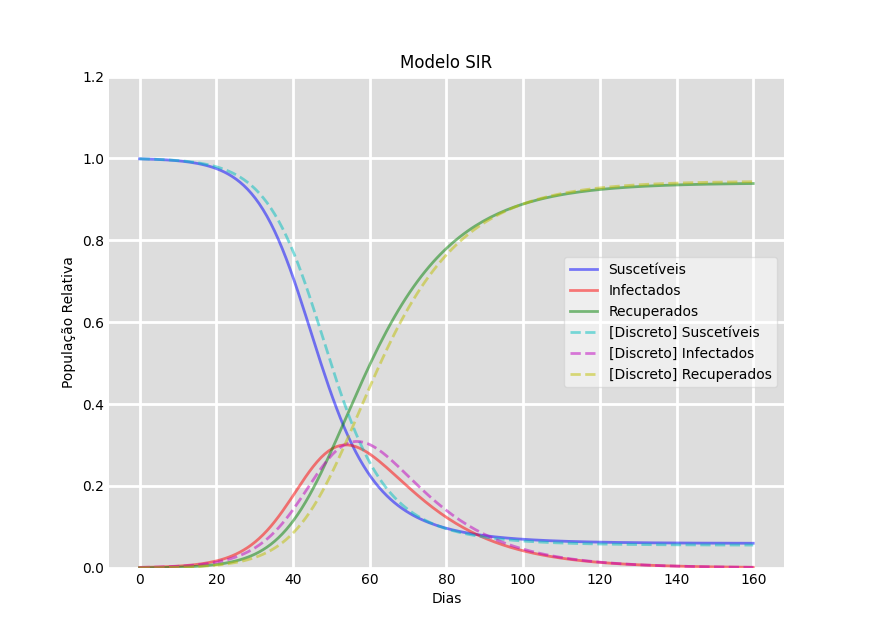 Modelo SIR
1.2
1.0
0.8
0.6
0.4
0.2
0.0
População Relativa
Suscetíveis
Infectados
Recuperados
[Discreto] Suscetíveis
[Discreto] Infectados
[Discreto] Recuperados
0 20 40 60 80 100 120 140 160
Dias